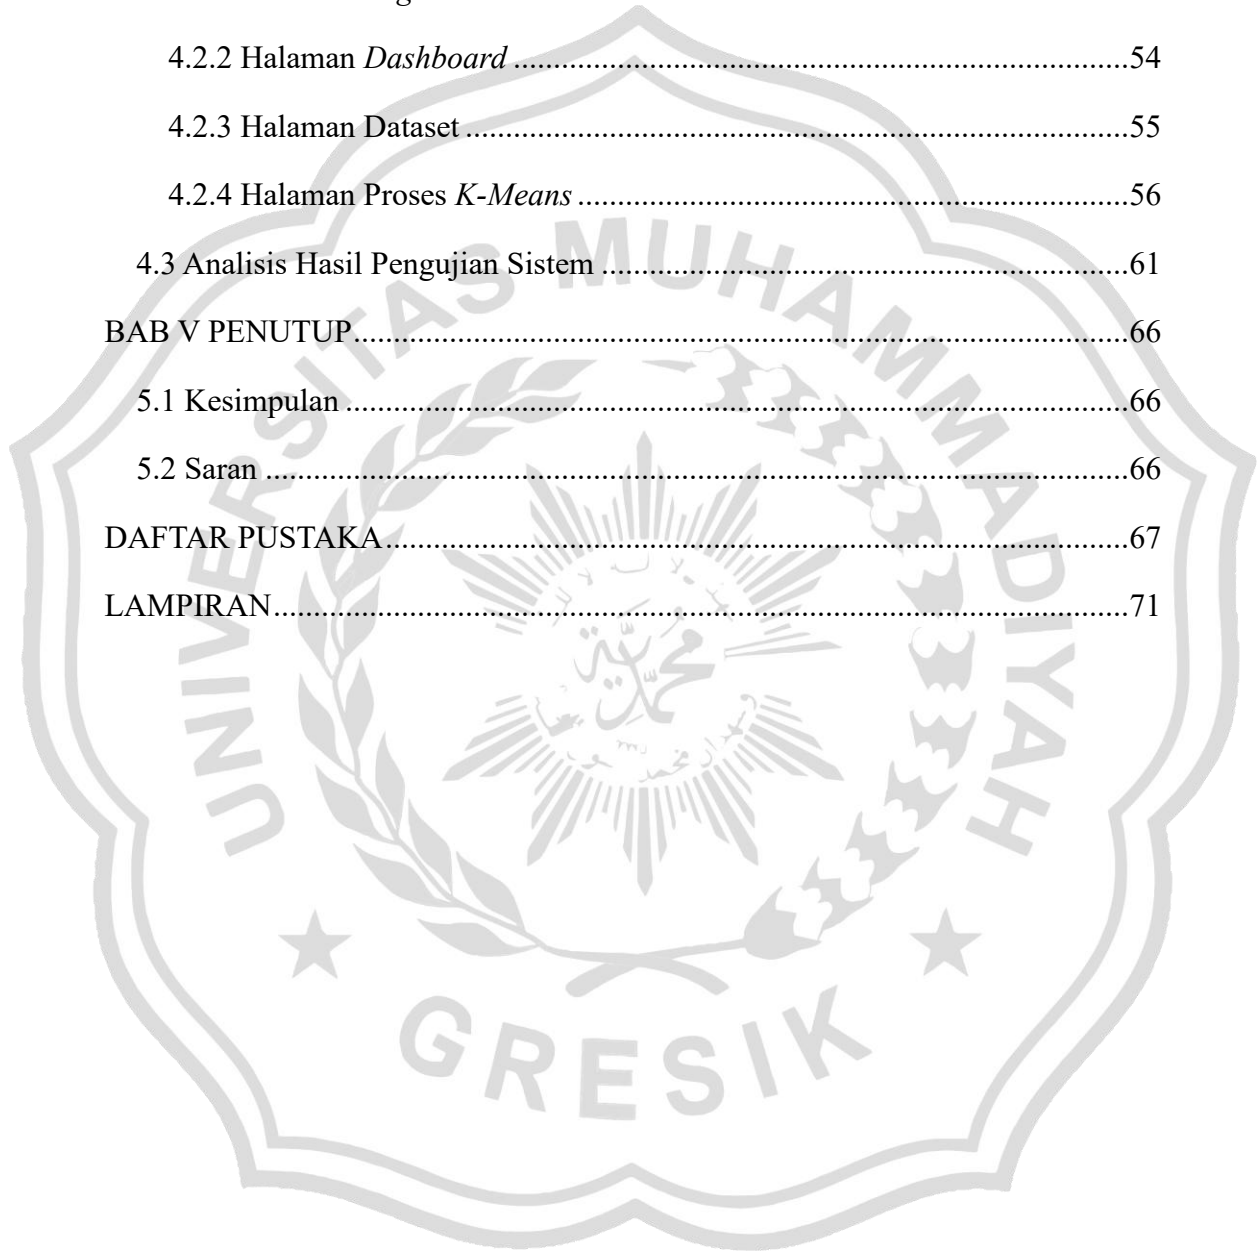 4.2.2 Halaman Dashboard ........................................................................... 54
4.2.3 Halaman Dataset ................................................................................. 55
4.2.4 Halaman Proses K-Means ................................................................... 56
4.3 Analisis Hasil Pengujian Sistem ................................................................ 61
BAB V PENUTUP ............................................................................................... 66
5.1 Kesimpulan ................................................................................................ 66
5.2 Saran .......................................................................................................... 66
DAFTAR PUSTAKA ........................................................................................... 67
LAMPIRAN ......................................................................................................... 71
UNIVERSITAS MUHAMMADIYAH
GRESIK